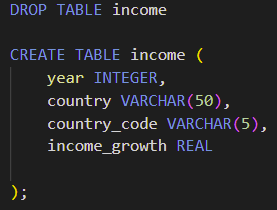 DROP TABLE income
CREATE TABLE income (
year INTEGER,
country VARCHAR(50),
country_code VARCHAR(5),
income_growth REAL
);